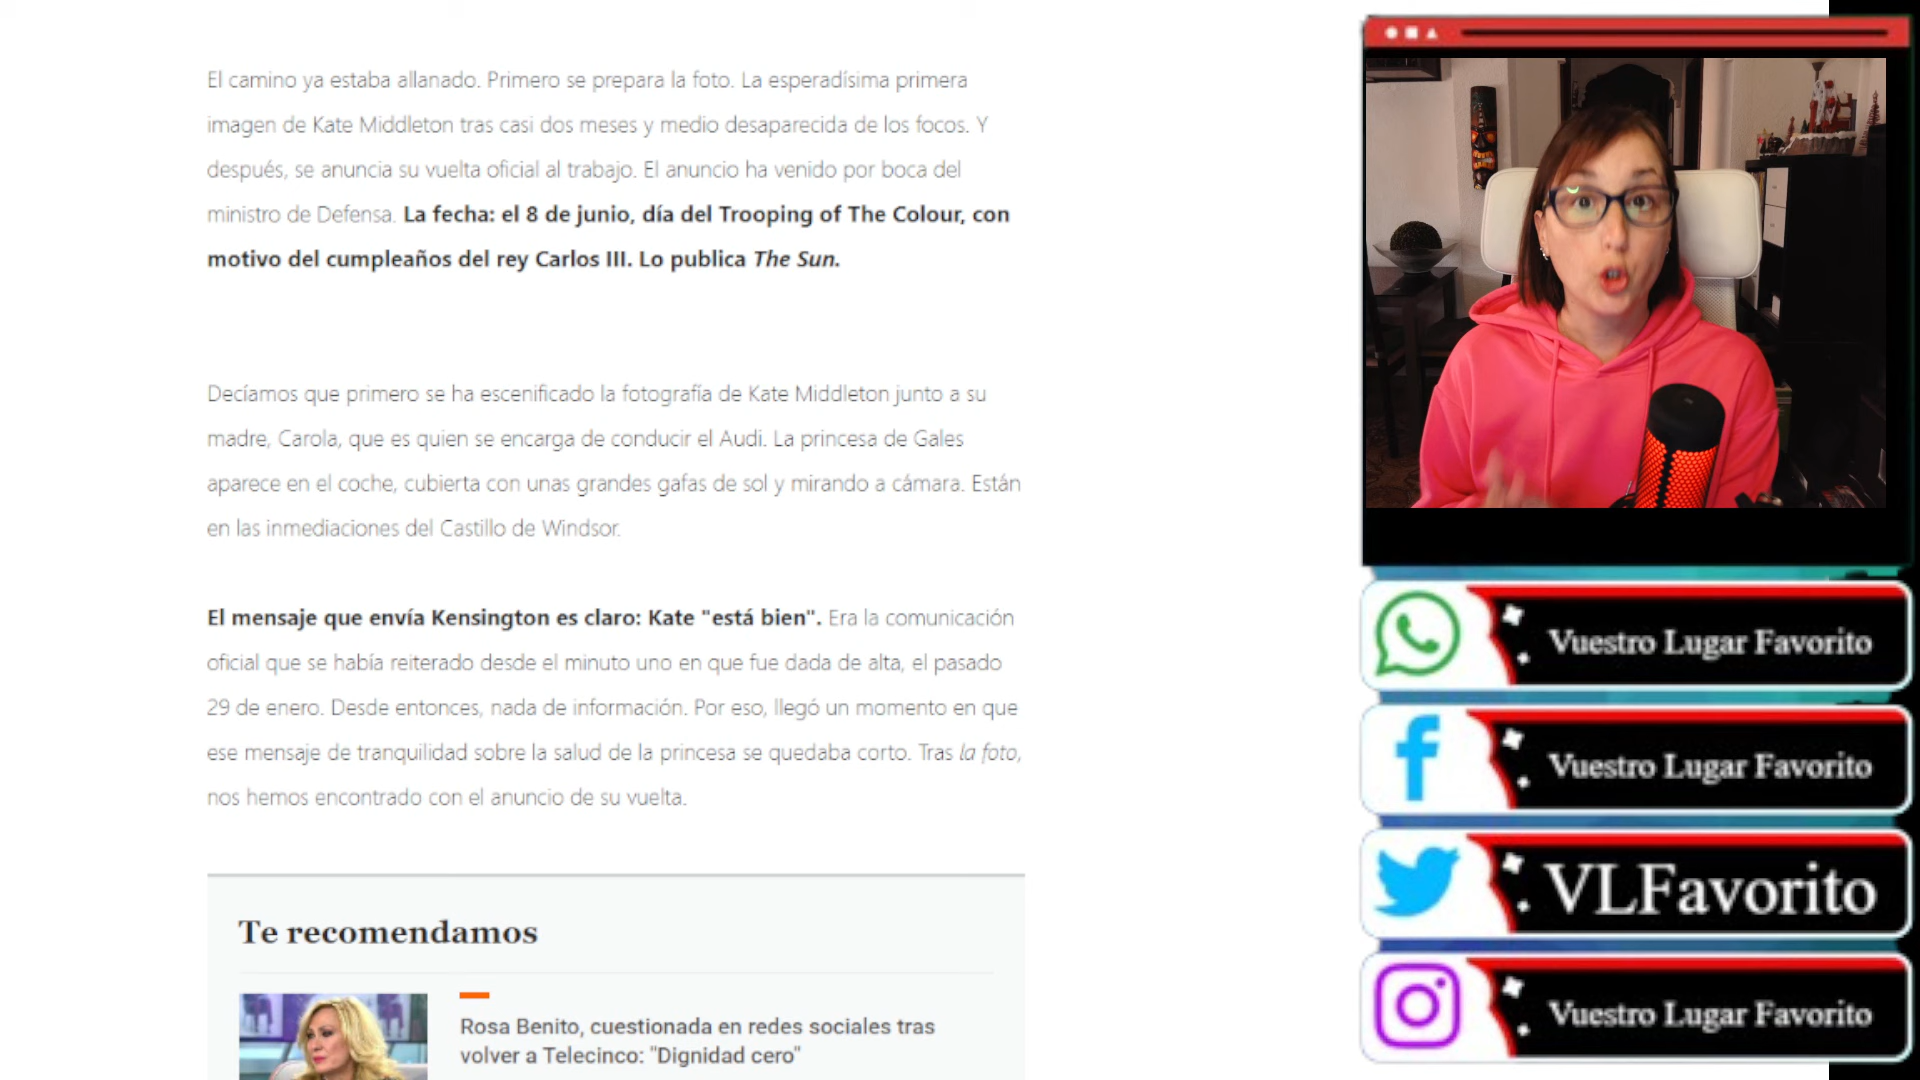 El camino ya estaba allanado. Primero se prepara la foto. La esperadísima primera
imagen de Kate Middleton tras casi dos meses y medio desaparecida de los focos. Y
después, se anuncia su vuelta oficial al trabajo. El anuncio ha venido por boca del
ministro de Defensa. La fecha: el 8 de junio, día del Trooping of The Colour, con
motivo del cumpleaños del rey Carlos III. Lo publica The Sun.
Decíamos que primero se ha escenificado la fotografía de Kate Middleton junto a su
madre, Carola, que es quien se encarga de conducir el Audi. La princesa de Gales
aparece en el coche, cubierta con unas grandes gafas de sol y mirando a cámara. Están
en las inmediaciones del Castillo de Windsor.
El mensaje que envía Kensington es claro: Kate "está bien". Era la comunicación
oficial que se había reiterado desde el minuto uno en que fue dada de alta, el pasado
29 de enero. Desde entonces, nada de información. Por eso, llegó un momento en que
ese mensaje de tranquilidad sobre la salud de la princesa se quedaba corto. Tras la foto,
nos hemos encontrado con el anuncio de su vuelta.
Te recomendamos
Rosa Benito, cuestionada en redes sociales tras
volver a Telecinco: "Dignidad cero"
Vuestro Lugar Favorito
Vuestro Lugar Favorito
VLFavorito
Vuestro Lugar Favorito